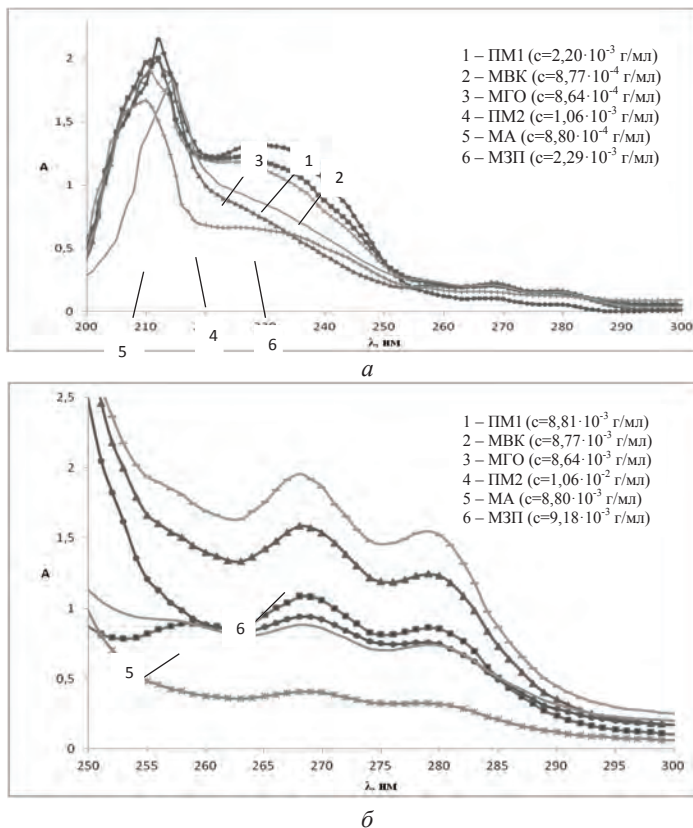 2
1,5
А
1
0,5
0
200
210
220
230
240
250
260
270
280
290
300
λ, нм
1 – ПМ1 (с=2,20·10⁻³ г/мл)
2 – МВК (с=8,77·10⁻⁴ г/мл)
3 – МГО (с=8,64·10⁻⁴ г/мл)
4 – ПМ2 (с=1,06·10⁻³ г/мл)
5 – МА (с=8,80·10⁻⁴ г/мл)
6 – МЗП (с=2,29·10⁻³ г/мл)
3
1
2
5
4
6
а
2,5
2
1,5
А
1
0,5
0
250
255
260
265
270
275
280
285
290
295
300
λ, нм
1 – ПМ1 (с=8,81·10⁻³ г/мл)
2 – МВК (с=8,77·10⁻³ г/мл)
3 – МГО (с=8,64·10⁻³ г/мл)
4 – ПМ2 (с=1,06·10⁻² г/мл)
5 – МА (с=8,80·10⁻³ г/мл)
6 – МЗП (с=9,18·10⁻³ г/мл)
6
5
б